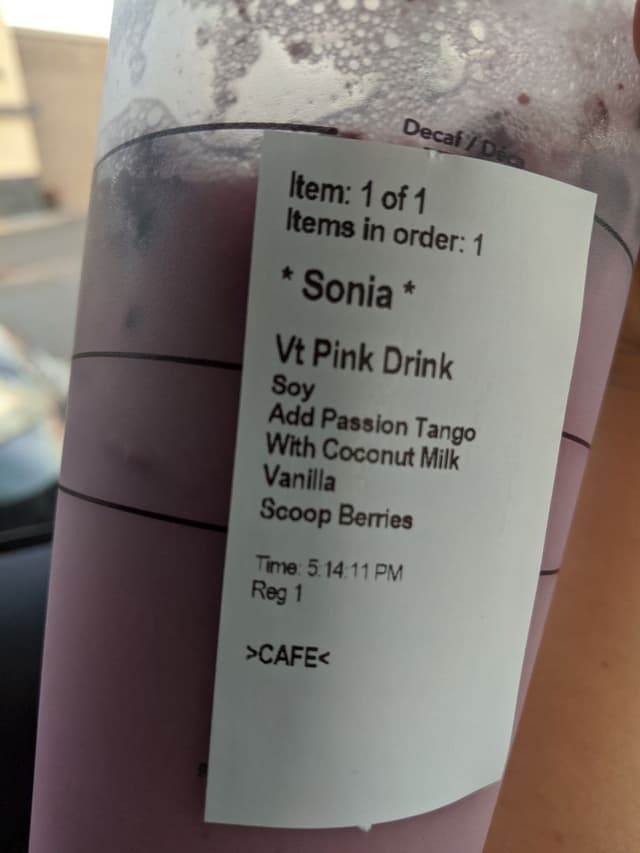 Decaf / Déca
Item: 1 of 1
Items in order: 1
* Sonia *
Vt Pink Drink
Soy
Add Passion Tango
With Coconut Milk
Vanilla
Scoop Berries
Time: 5:14:11 PM
Reg 1
>CAFE<